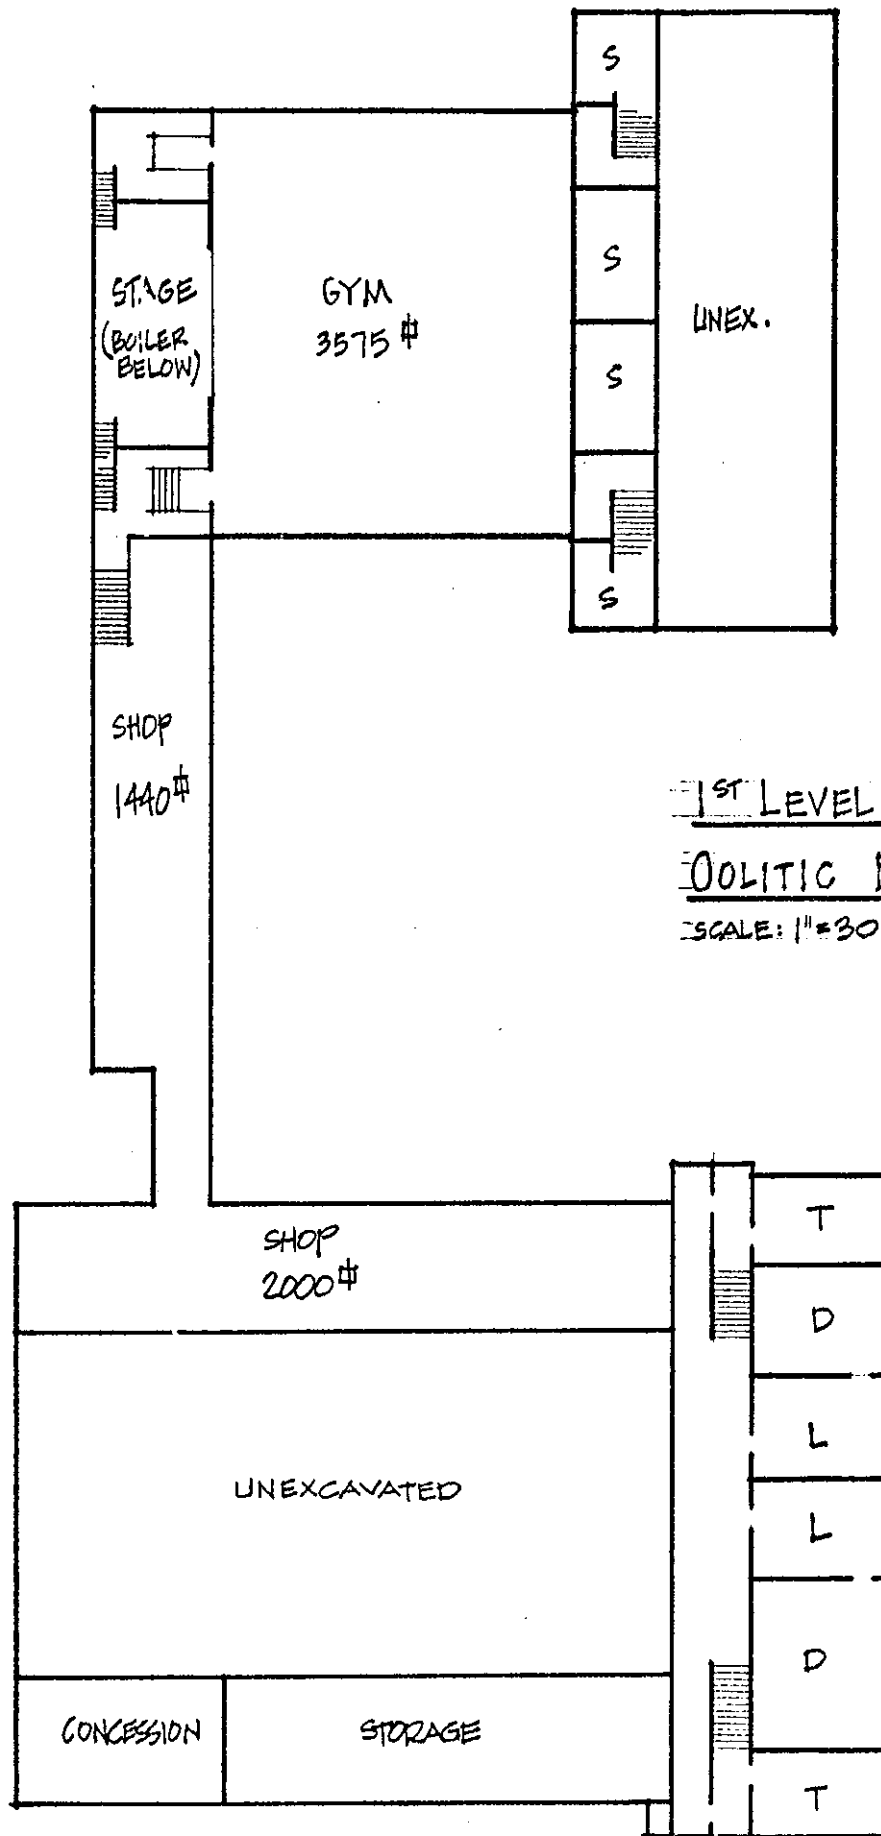 S
STAGE
(BOILER
BELOW)
GYM
3575 ⏍
S
S
UNEX.
S
SHOP
1440 ⏍
1ST LEVEL
OOLITIC
SCALE: 1"=30
SHOP
2000 ⏍
T
D
L
UNEXCAVATED
L
D
CONCESSION
STORAGE
T